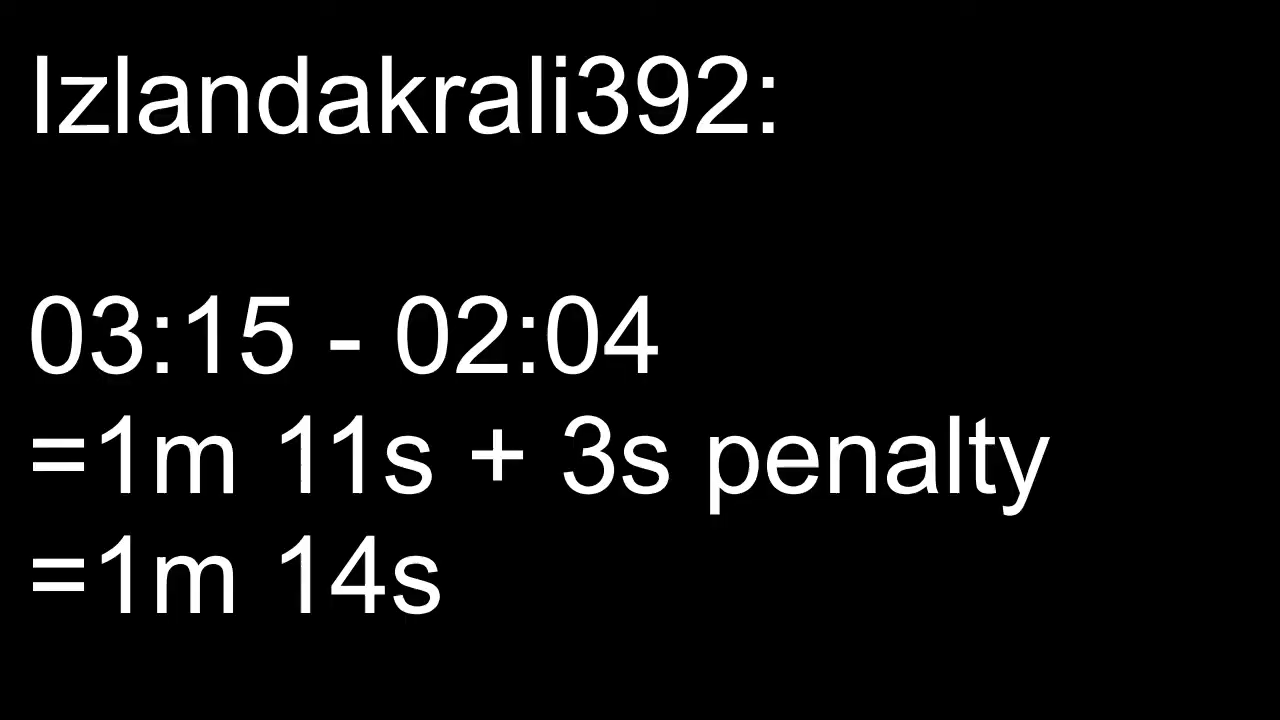 Izlandakrali392:
03:15 - 02:04
=1m 11s + 3s penalty
=1m 14s